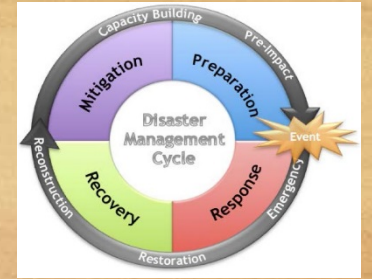 Capacity Building
Pre-Impact
Mitigation
Preparation
Disaster
Management
Cycle
Event
Recovery
Response
Reconstruction
Emergency
Restoration